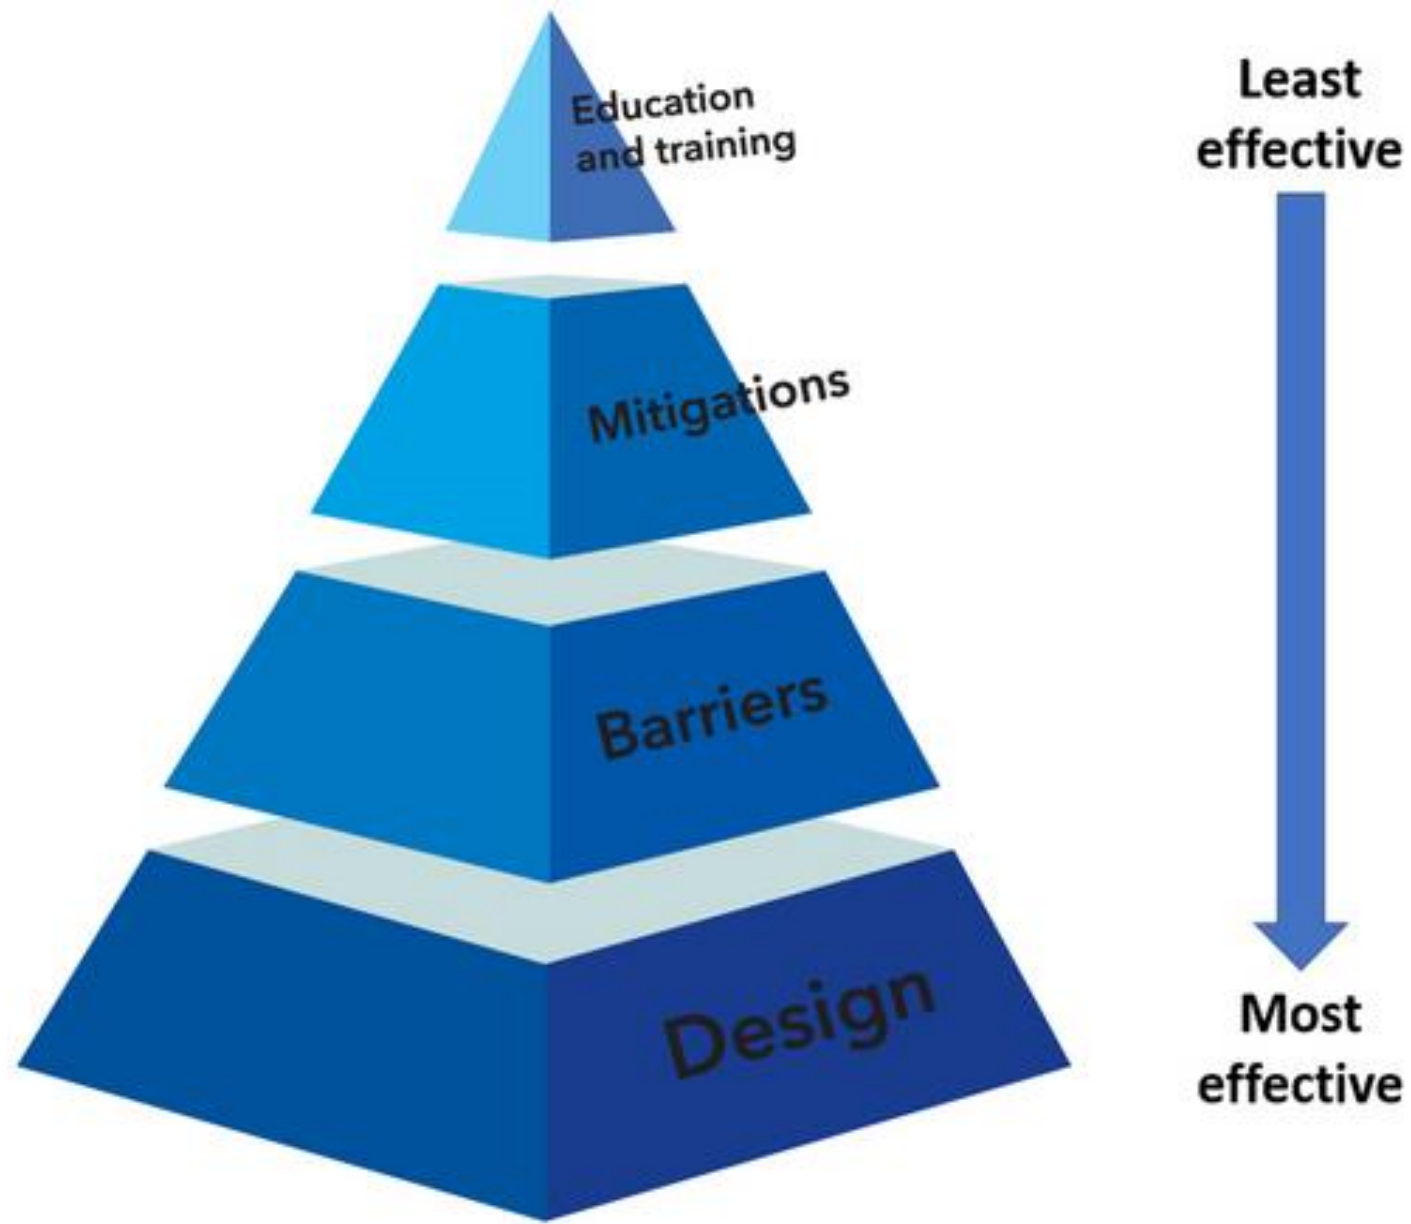 Education
and training
Mitigations
Barriers
Design
Least
effective
Most
effective